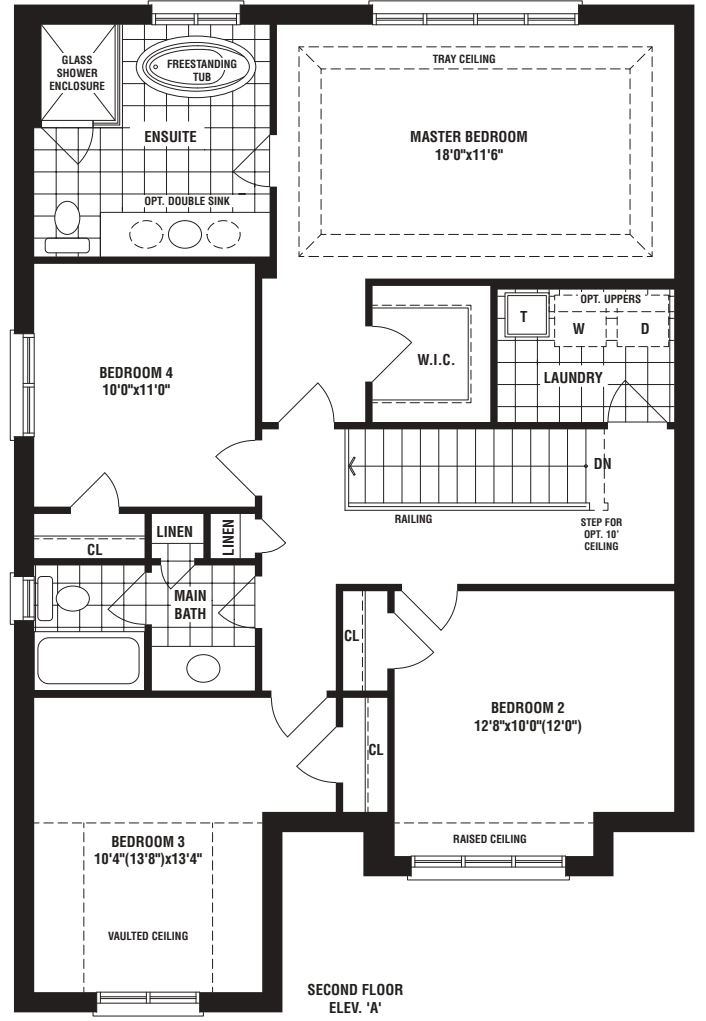 GLASS
SHOWER
ENCLOSURE
FREESTANDING
TUB
TRAY CEILING
ENSUITE
MASTER BEDROOM
18'0"x11'6"
OPT. DOUBLE SINK
OPT. UPPERS
T
W
D
W.I.C.
LAUNDRY
BEDROOM 4
10'0"x11'0"
DN
RAILING
STEP FOR
OPT. 10'
CEILING
LINEN
LINEN
CL
MAIN
BATH
CL
BEDROOM 2
12'8"x10'0"(12'0")
CL
RAISED CEILING
BEDROOM 3
10'4"(13'8")x13'4"
VAULTED CEILING
SECOND FLOOR
ELEV. 'A'